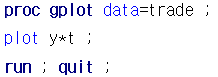 proc gplot data=trade ;
plot y*t ;
run ; quit ;